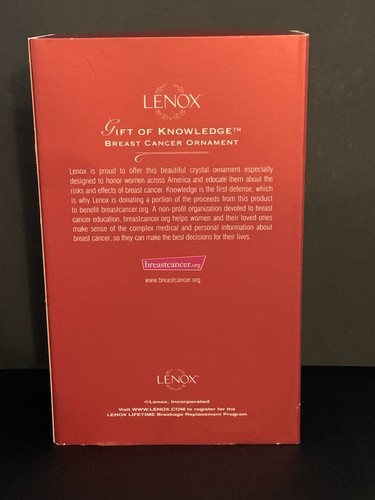 LENOX™
Gift of Knowledge™
Breast Cancer Ornament
Lenox is proud to offer this beautiful crystal ornament especially
designed to honor women across America and educate them about the
risks and effects of breast cancer. Knowledge is the first defense, which
is why Lenox is donating a portion of the proceeds from this product
to benefit breastcancer.org. A non-profit organization devoted to breast
cancer education, breastcancer.org helps women and their loved ones
make sense of the complex medical and personal information about
breast cancer, so they can make the best decisions for their lives.
breastcancer.org
www.breastcancer.org
LENOX™
©Lenox, Incorporated
Visit WWW.LENOX.COM to register for the
LENOX LIFETIME Breakage Replacement Program